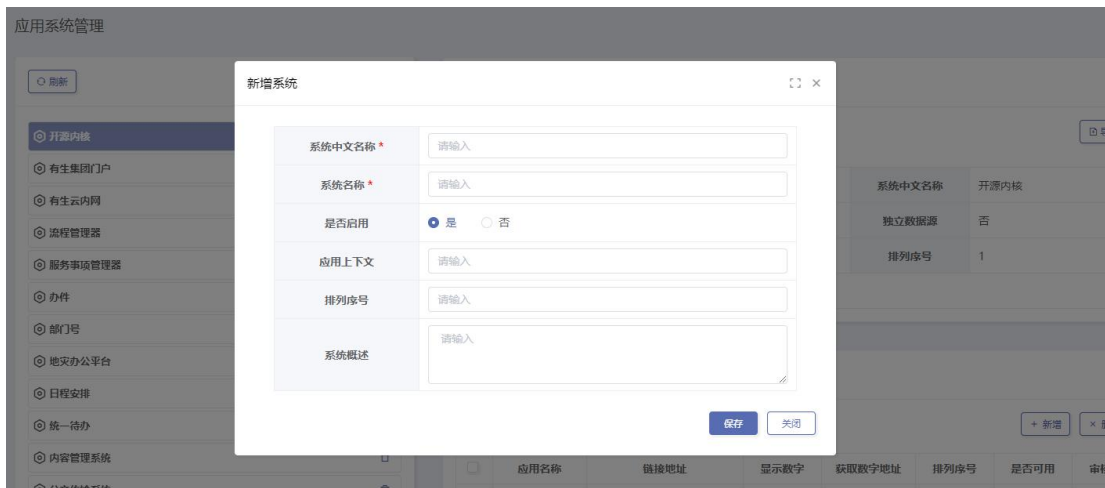 应用系统管理
刷新
开源内核
有生集团门户
有生云内网
流程管理器
服务事项管理器
办件
部门号
地灾办公平台
日程安排
统一待办
内容管理系统
新增系统
系统中文名称 * 请输入
系统名称 * 请输入
是否启用 是 否
应用上下文 请输入
排列序号 请输入
系统概述 请输入
保存 关闭
系统中文名称 开源内核
独立数据源 否
排列序号 1
+ 新增
应用名称 链接地址 显示数字 获取数字地址 排列序号 是否可用